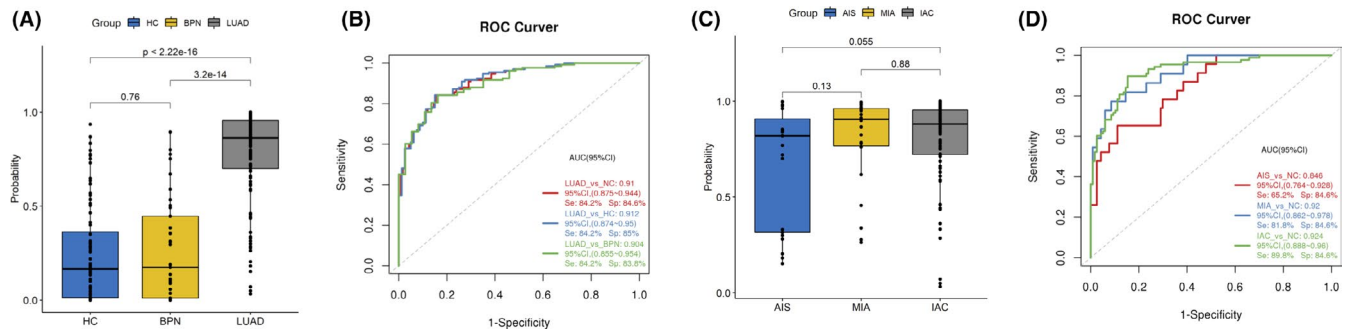 (A)
Group HC BPN LUAD
p < 2.22e-16
3.2e-14
0.76
Probability
1.0
0.5
0.0
HC BPN LUAD
(B)
ROC Curver
Sensitivity
1.0
0.8
0.6
0.4
0.2
0.0
AUC(95%CI)
LUAD_vs_NC: 0.91
95%CI,(0.875~0.944)
Se: 84.2% Sp: 84.6%
LUAD_vs_HC: 0.912
95%CI,(0.874~0.95)
Se: 84.2% Sp: 85%
LUAD_vs_BPN: 0.904
95%CI,(0.855~0.954)
Se: 84.2% Sp: 83.8%
0.0 0.2 0.4 0.6 0.8 1.0
1-Specificity
(C)
Group AIS MIA IAC
0.055
0.88
0.13
Probability
1.0
0.5
0.0
AIS MIA IAC
(D)
ROC Curver
Sensitivity
1.0
0.8
0.6
0.4
0.2
0.0
AUC(95%CI)
AIS_vs_NC: 0.846
95%CI,(0.764~0.928)
Se: 65.2% Sp: 84.6%
MIA_vs_NC: 0.92
95%CI,(0.862~0.978)
Se: 81.8% Sp: 84.6%
IAC_vs_NC: 0.924
95%CI,(0.888~0.96)
Se: 89.8% Sp: 84.6%
0.0 0.2 0.4 0.6 0.8 1.0
1-Specificity